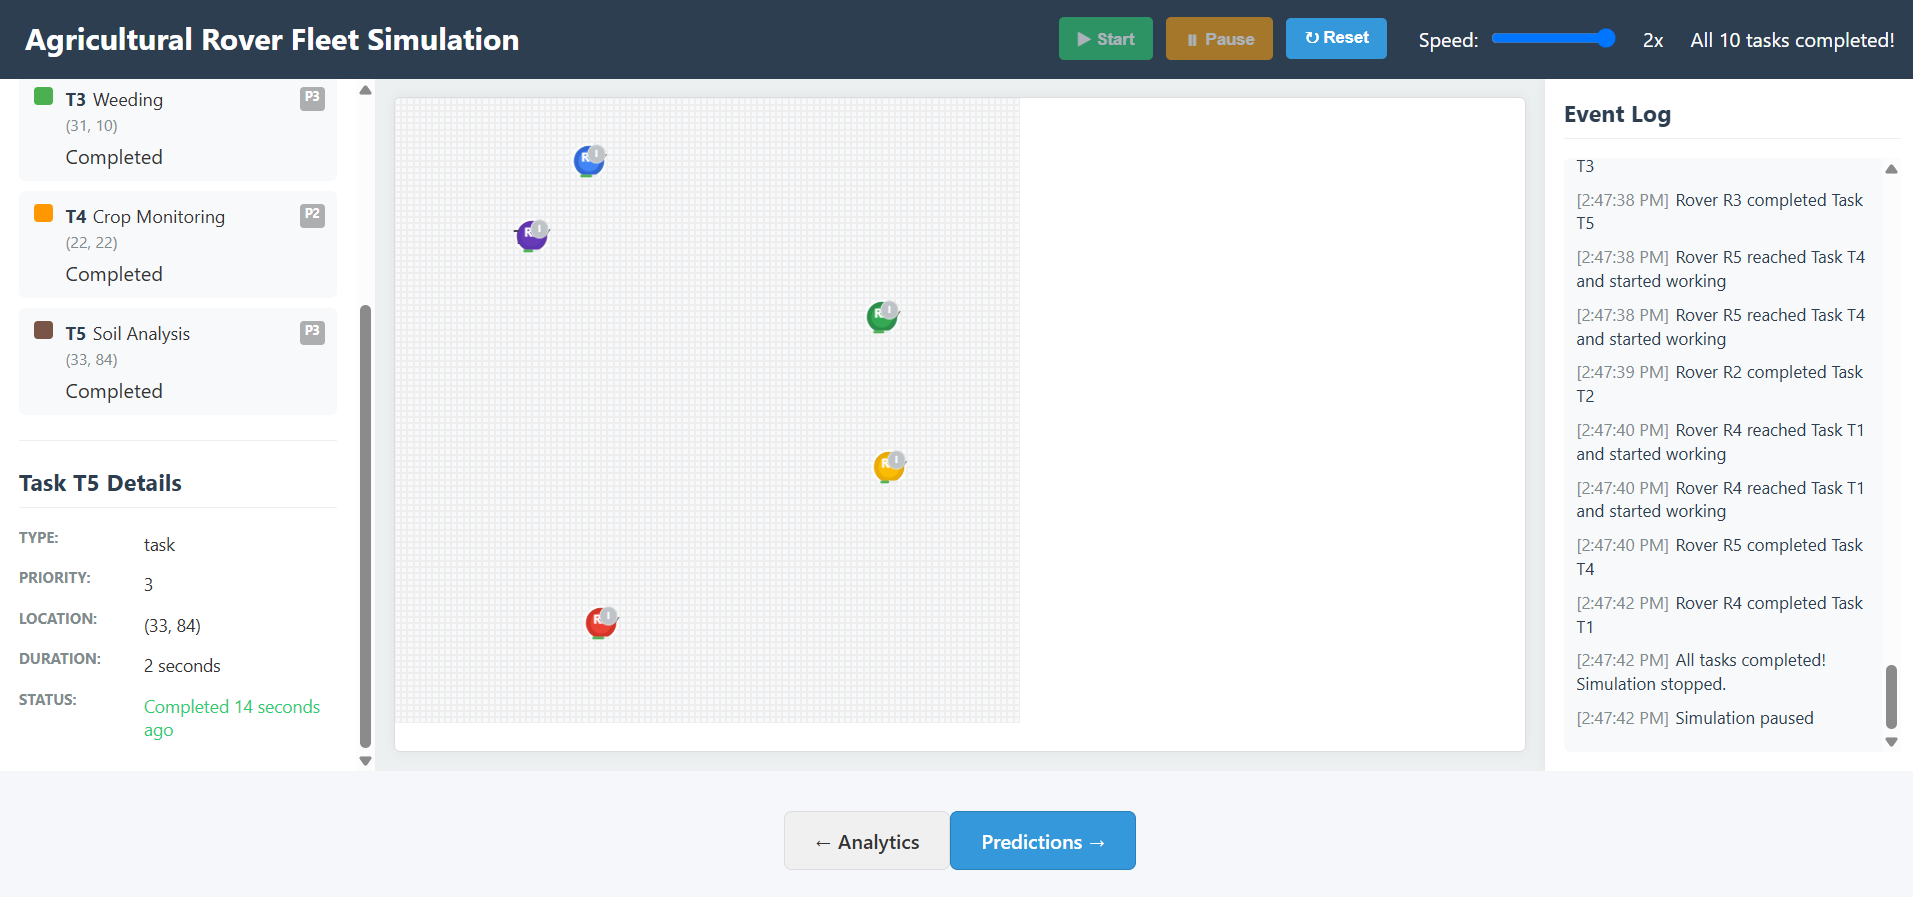 Agricultural Rover Fleet Simulation
▶ Start
⏸ Pause
↻ Reset
Speed:
2x
All 10 tasks completed!
T3 Weeding
P3
(31, 10)
Completed
T4 Crop Monitoring
P2
(22, 22)
Completed
T5 Soil Analysis
P3
(33, 84)
Completed
Task T5 Details
TYPE:
task
PRIORITY:
3
LOCATION:
(33, 84)
DURATION:
2 seconds
STATUS:
Completed 14 seconds
ago
R
I
R
I
R
I
R
I
R
I
Event Log
T3
[2:47:38 PM] Rover R3 completed Task
T5
[2:47:38 PM] Rover R5 reached Task T4
and started working
[2:47:38 PM] Rover R5 reached Task T4
and started working
[2:47:39 PM] Rover R2 completed Task
T2
[2:47:40 PM] Rover R4 reached Task T1
and started working
[2:47:40 PM] Rover R4 reached Task T1
and started working
[2:47:40 PM] Rover R5 completed Task
T4
[2:47:42 PM] Rover R4 completed Task
T1
[2:47:42 PM] All tasks completed!
Simulation stopped.
[2:47:42 PM] Simulation paused
← Analytics
Predictions →